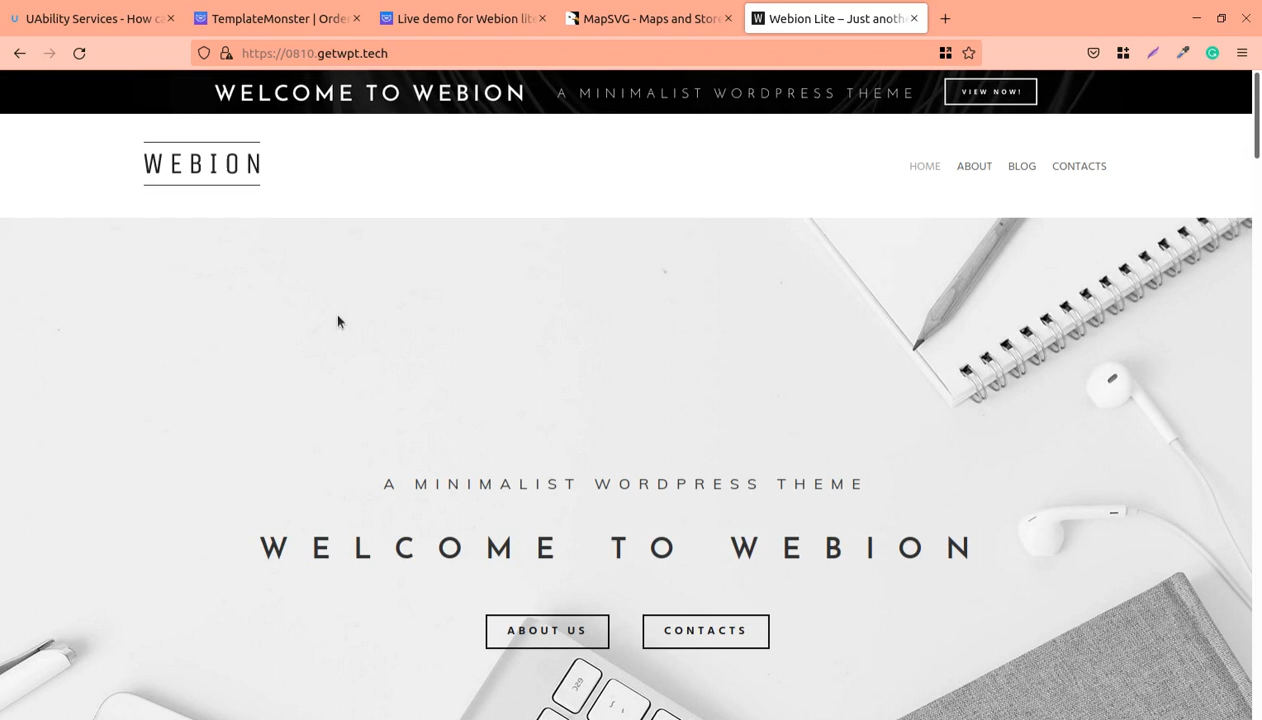 UAbility Services - How ca
TemplateMonster | Orde
Live demo for Webion lite
MapSVG - Maps and Store
W Webion Lite – Just anoth
https://0810.getwpt.tech
WELCOME TO WEBION A MINIMALIST WORDPRESS THEME VIEW NOW!
WEBION
HOME ABOUT BLOG CONTACTS
A MINIMALIST WORDPRESS THEME
WELCOME TO WEBION
ABOUT US CONTACTS
esc